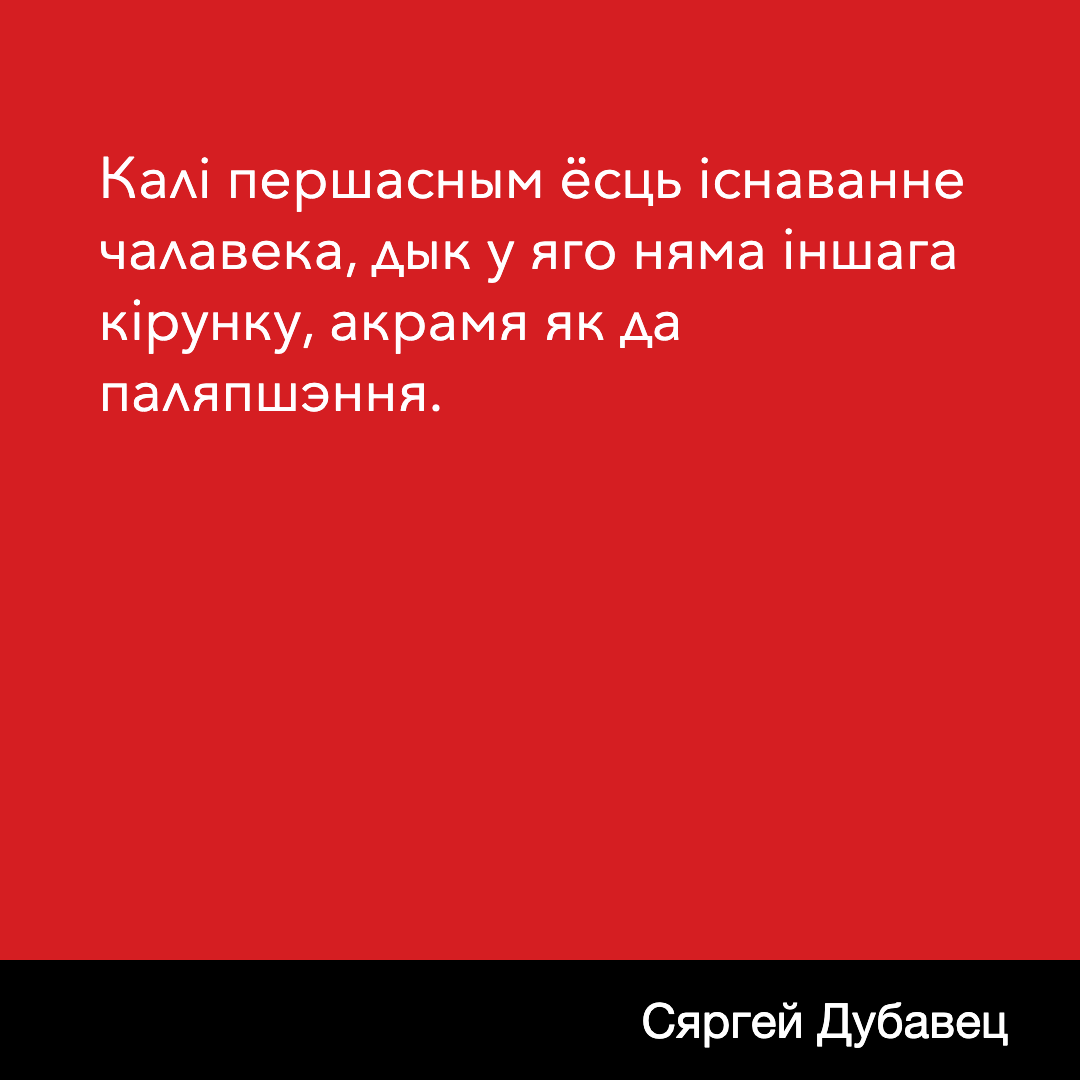 Калі першасным ёсць існаванне
чалавека, дык у яго няма іншага
кірунку, акрамя як да
паляпшэння.
Сяргей Дубавец